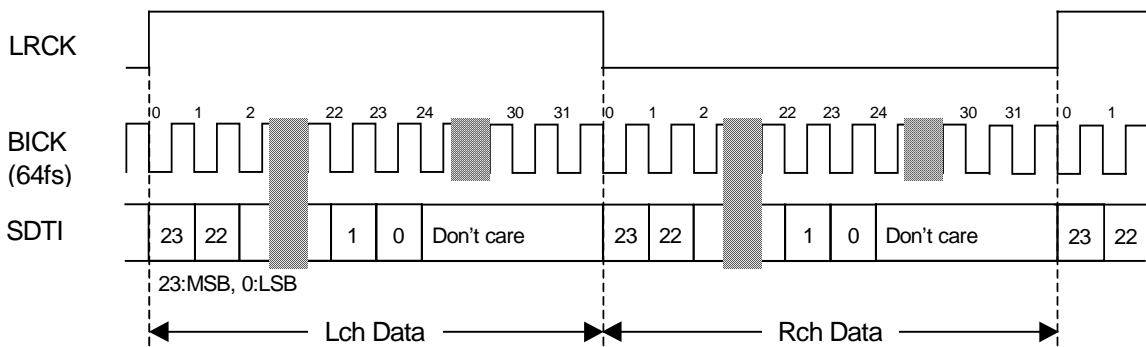 LRCK
0 1 2 22 23 24 30 31 0 1 2 22 23 24 30 31 0 1
BICK
(64fs)
SDTI 23 22 1 0 Don't care 23 22 1 0 Don't care 23 22
23:MSB, 0:LSB
Lch Data Rch Data